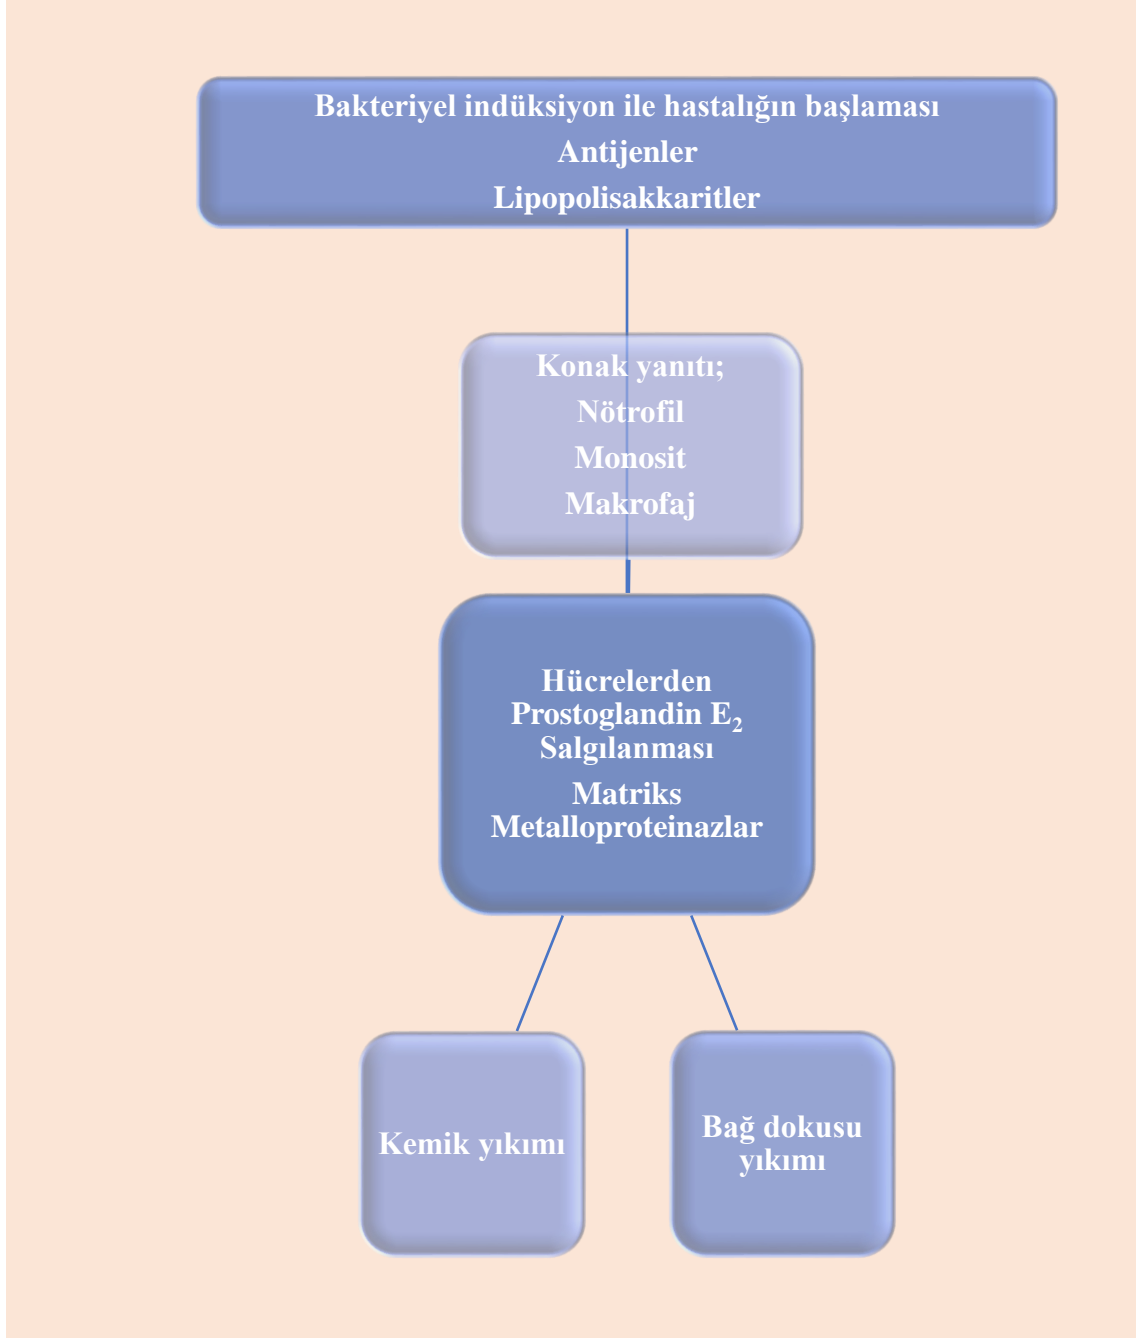 Bakteriyel indüksiyon ile hastalığın başlaması
Antijenler
Lipopolisakkaritler
Konak yanıtı;
Nötrofil
Monosit
Makrofaj
Hücrelerden
Prostoglandin E₂
Salgılanması
Matriks
Metalloproteinazlar
Kemik yıkımı
Bağ dokusu
yıkımı